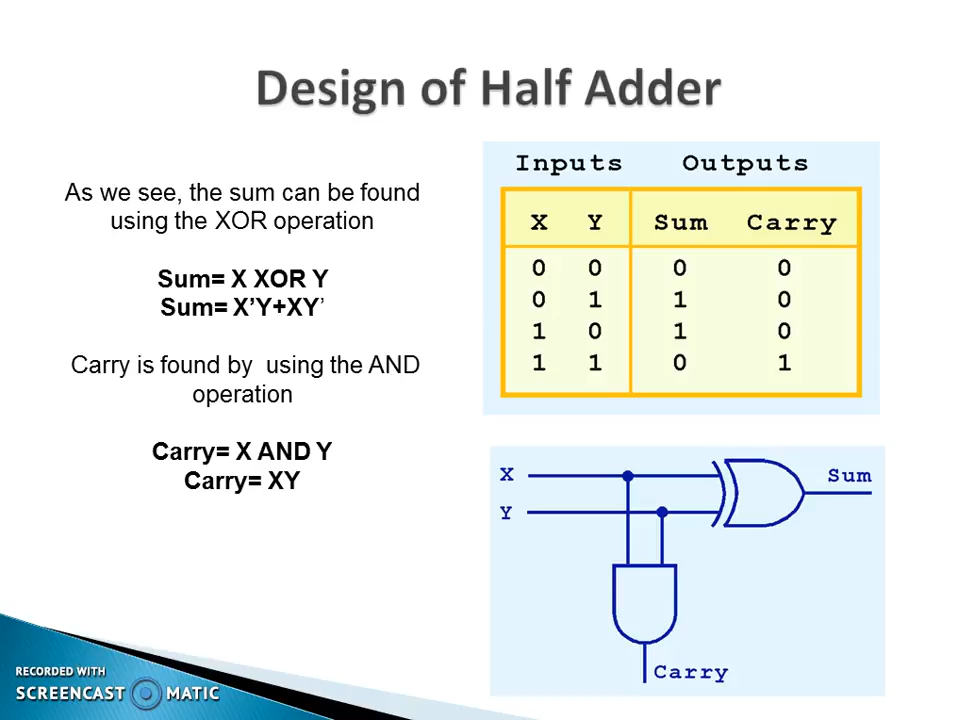 Design of Half Adder
As we see, the sum can be found
using the XOR operation
Sum= X XOR Y
Sum= X’Y+XY’
Carry is found by  using the AND
operation
Carry= X AND Y
Carry= XY
Inputs Outputs
X Y Sum Carry
0 0 0 0
0 1 1 0
1 0 1 0
1 1 0 1
X
Sum
Y
Carry
RECORDED WITH
SCREENCAST MATIC